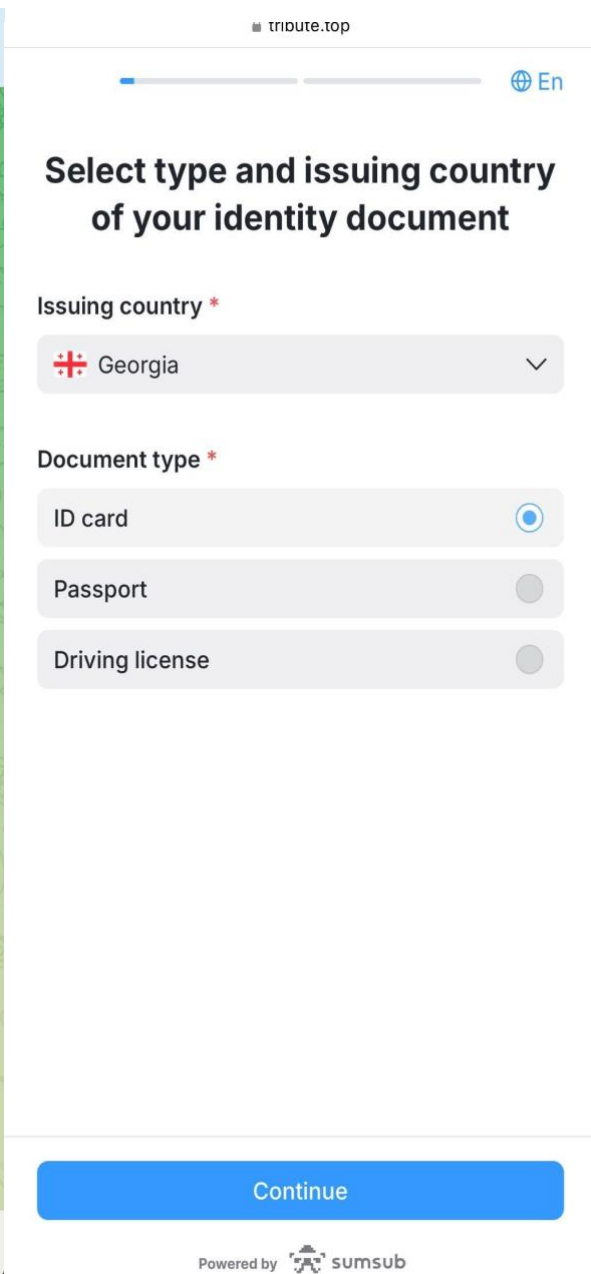 tribute.top
En
Select type and issuing country
of your identity document
Issuing country *
Georgia
Document type *
ID card
Passport
Driving license
Continue
Powered by sumsub